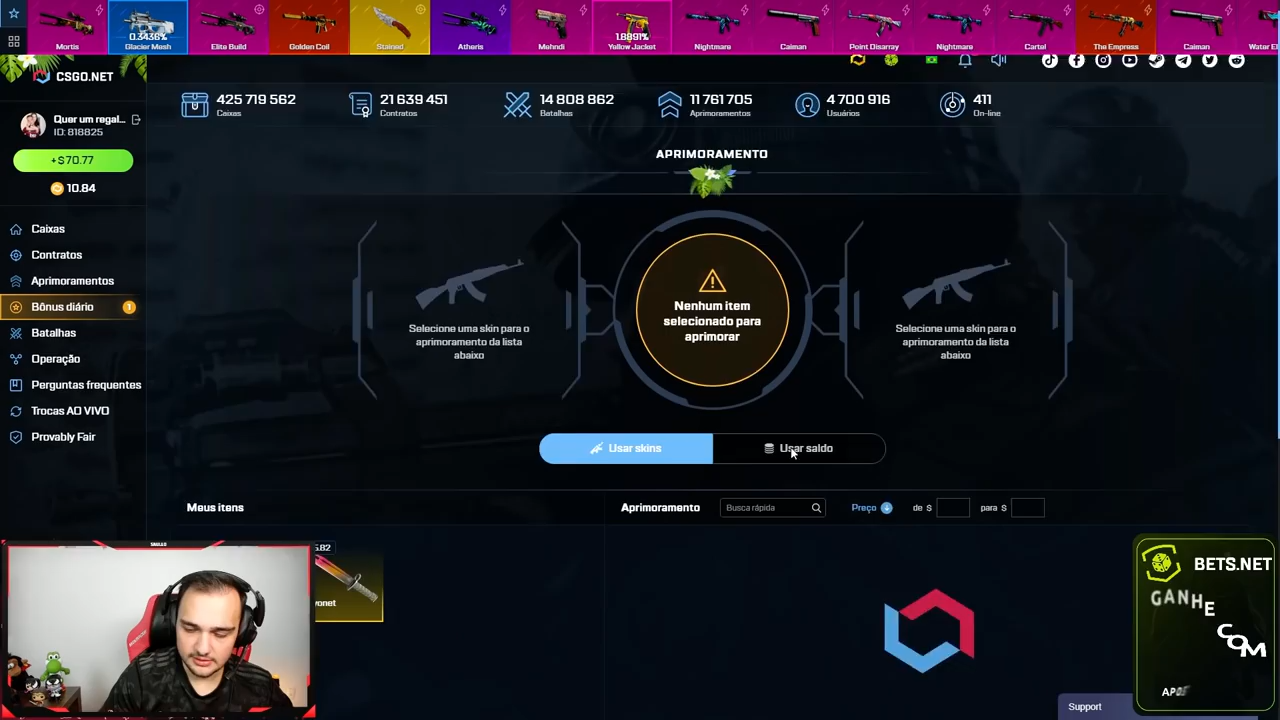 0.3436%
1.8891%
Mortis
Glacier Mesh
Elite Build
Golden Coil
Stained
Atheris
Mehndi
Yellow Jacket
Nightmare
Caiman
Point Disarray
Nightmare
Cartel
The Empress
Caiman
Water El
CSGO.NET
425 719 562
Caixas
21 639 451
Contratos
14 808 862
Batalhas
11 761 705
Aprimoramentos
4 700 916
Usuários
411
On-line
Quer um regal...
ID: 818825
+$70.77
10.84
Caixas
Contratos
Aprimoramentos
Bônus diário 1
Batalhas
Operação
Perguntas frequentes
Trocas AO VIVO
Provably Fair
APRIMORAMENTO
Selecione uma skin para o
aprimoramento da lista
abaixo
Nenhum item
selecionado para
aprimorar
Selecione uma skin para o
aprimoramento da lista
abaixo
Usar skins
Usar saldo
Meus itens
Aprimoramento
Busca rápida
Preço
de $
para $
BETS.NET
GANHE
COM
Support